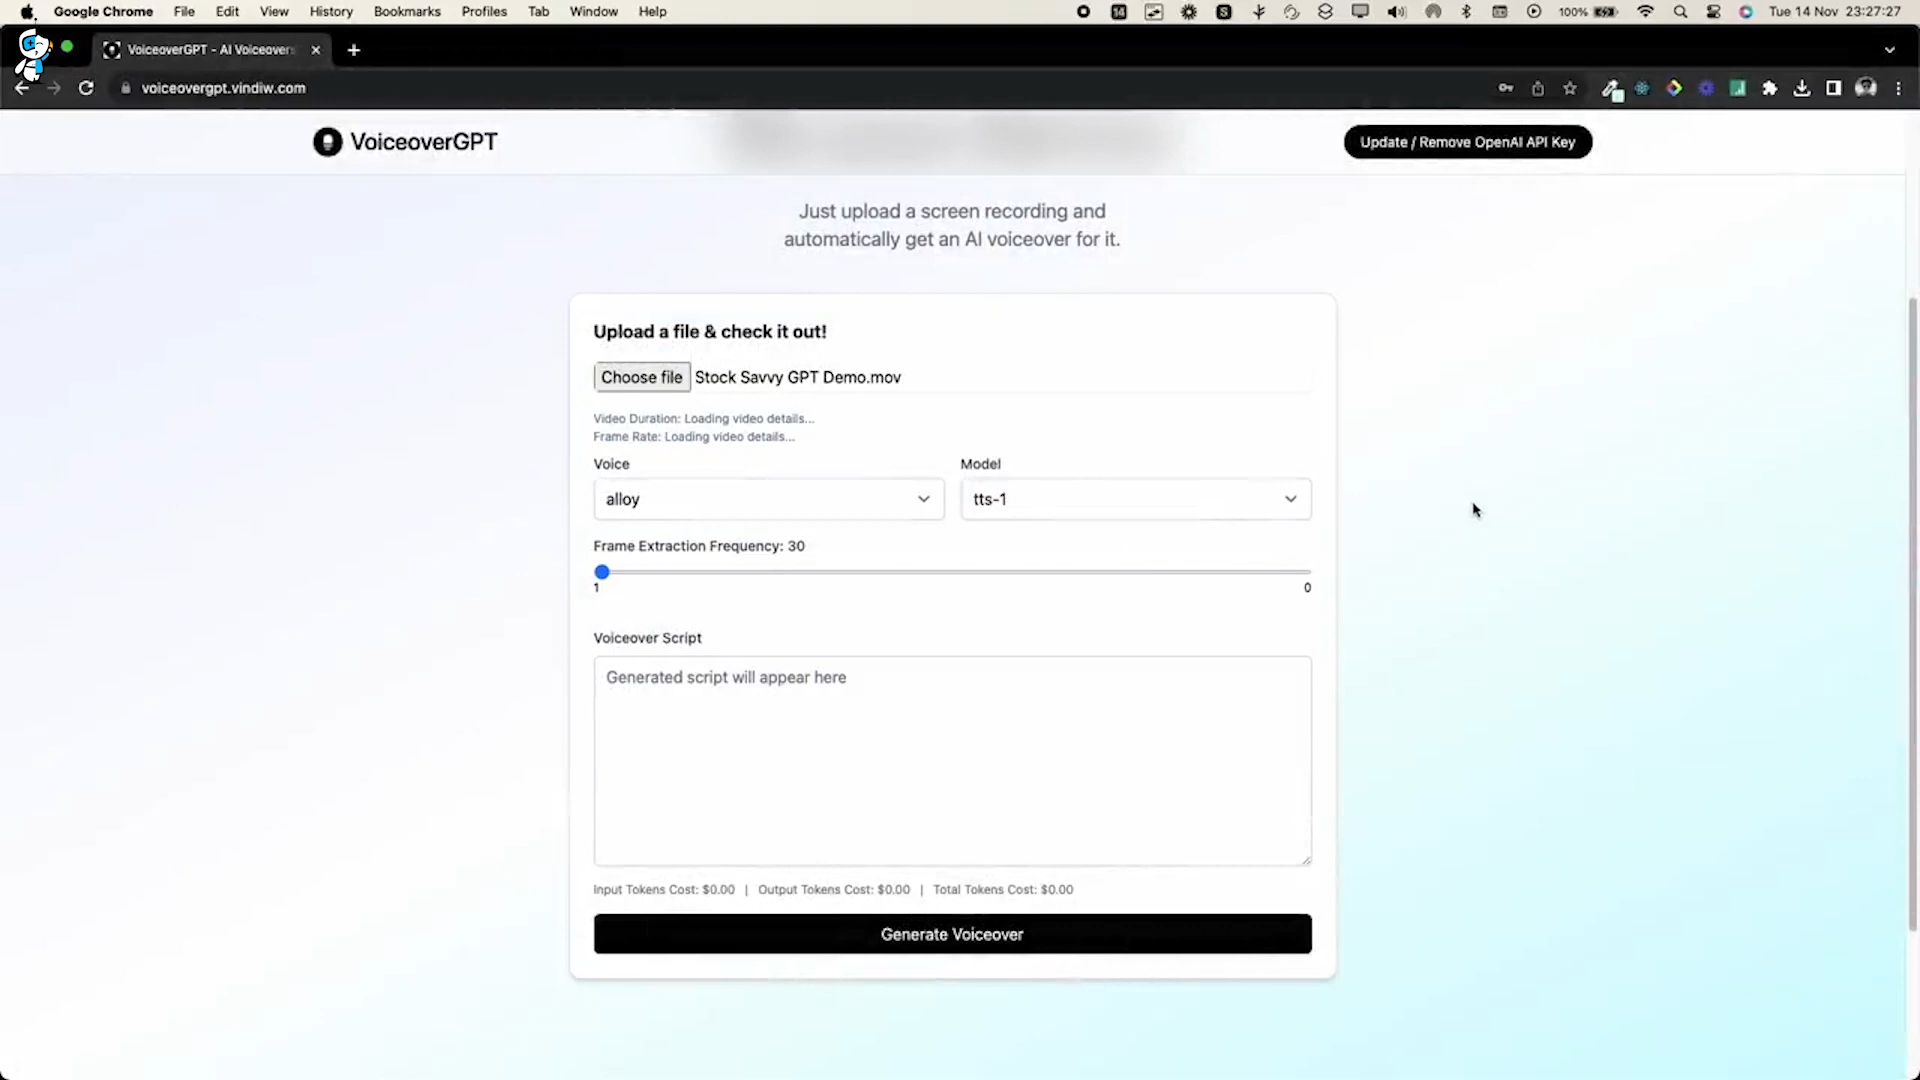 Google Chrome File Edit View History Bookmarks Profiles Tab Window Help 14 S 100% Tue 14 Nov 23:27:27
VoiceoverGPT - AI Voiceovers
voiceovergpt.vindiw.com
VoiceoverGPT
Update / Remove OpenAI API Key
Just upload a screen recording and
automatically get an AI voiceover for it.
Upload a file & check it out!
Choose file Stock Savvy GPT Demo.mov
Video Duration: Loading video details...
Frame Rate: Loading video details...
Voice Model
alloy tts-1
Frame Extraction Frequency: 30
1 0
Voiceover Script
Generated script will appear here
Input Tokens Cost: $0.00 | Output Tokens Cost: $0.00 | Total Tokens Cost: $0.00
Generate Voiceover